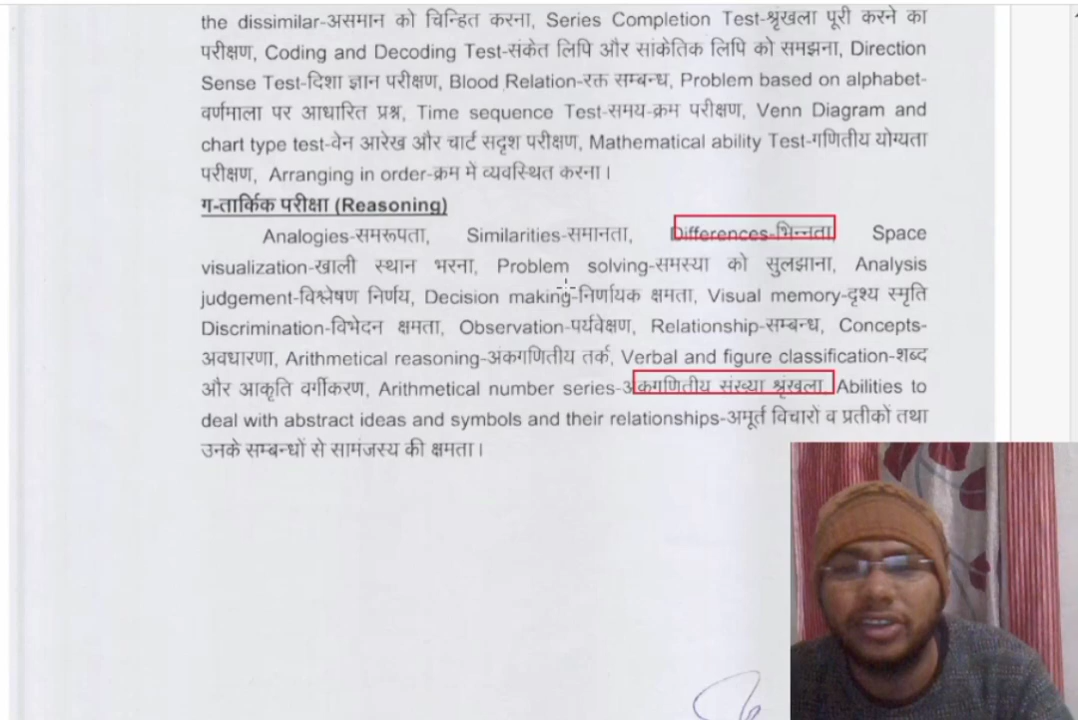 the dissimilar-असमान को चिन्हित करना, Series Completion Test-श्रृंखला पूरी करने का
परीक्षण, Coding and Decoding Test-संकेत लिपि और सांकेतिक लिपि को समझना, Direction
Sense Test-दिशा ज्ञान परीक्षण, Blood Relation-रक्त सम्बन्ध, Problem based on alphabet-
वर्णमाला पर आधारित प्रश्न, Time sequence Test-समय-क्रम परीक्षण, Venn Diagram and
chart type test-वेन आरेख और चार्ट सदृश परीक्षण, Mathematical ability Test-गणितीय योग्यता
परीक्षण, Arranging in order-क्रम में व्यवस्थित करना।
ग-तार्किक परीक्षा (Reasoning)
Analogies-समरूपता, Similarities-समानता, Differences-भिन्नता, Space
visualization-खाली स्थान भरना, Problem solving-समस्या को सुलझाना, Analysis
judgement-विश्लेषण निर्णय, Decision making-निर्णायक क्षमता, Visual memory-दृश्य स्मृति
Discrimination-विभेदन क्षमता, Observation-पर्यवेक्षण, Relationship-सम्बन्ध, Concepts-
अवधारणा, Arithmetical reasoning-अंकगणितीय तर्क, Verbal and figure classification-शब्द
और आकृति वर्गीकरण, Arithmetical number series-अंकगणितीय संख्या श्रृंखला, Abilities to
deal with abstract ideas and symbols and their relationships-अमूर्त विचारों व प्रतीकों तथा
उनके सम्बन्धों से सामंजस्य की क्षमता।